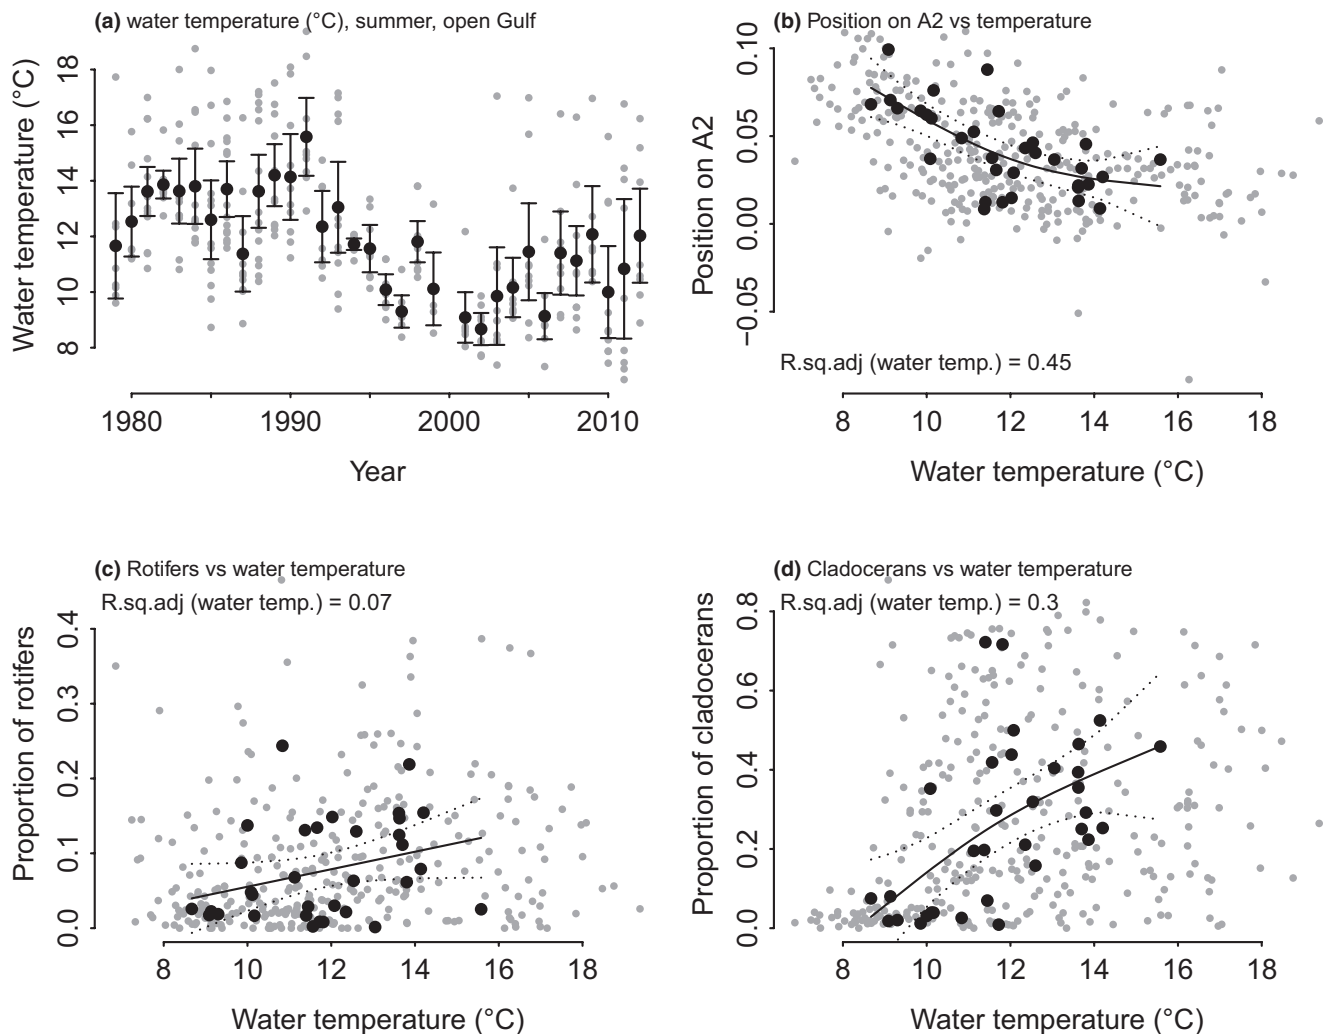 (a) water temperature (°C), summer, open Gulf
Water temperature (°C)
18
16
14
12
10
8
1980
1990
2000
2010
Year
(b) Position on A2 vs temperature
Position on A2
0.10
0.05
0.00
−0.05
R.sq.adj (water temp.) = 0.45
8
10
12
14
16
18
Water temperature (°C)
(c) Rotifers vs water temperature
R.sq.adj (water temp.) = 0.07
Proportion of rotifers
0.4
0.3
0.2
0.1
0.0
8
10
12
14
16
18
Water temperature (°C)
(d) Cladocerans vs water temperature
R.sq.adj (water temp.) = 0.3
Proportion of cladocerans
0.8
0.6
0.4
0.2
0.0
8
10
12
14
16
18
Water temperature (°C)